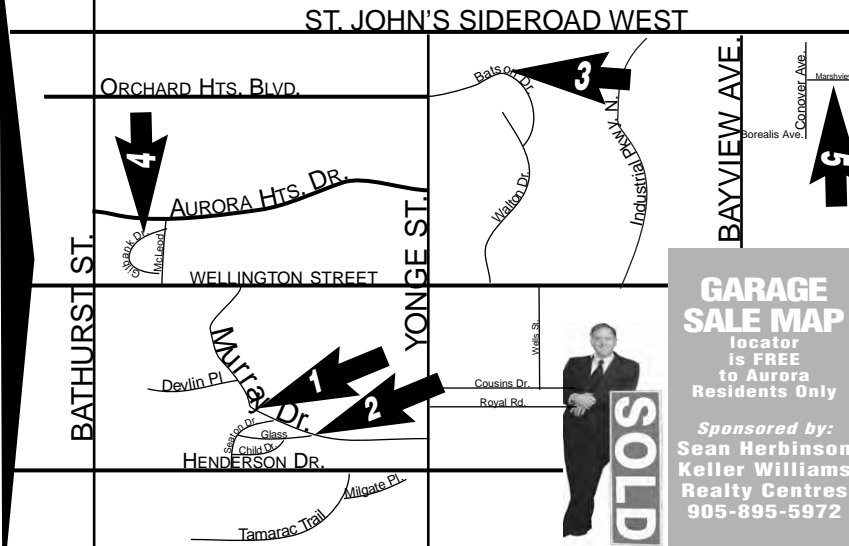 ST. JOHN'S SIDEROAD WEST
ORCHARD HTS. BLVD.
Batson Dr.
3
BAYVIEW AVE.
Conover Ave.
Marshview
Borealis Ave.
5
4
AURORA HTS. DR.
Walton Dr.
Industrial Pkwy. N.
Gilbank Dr.
McLeod
BATHURST ST.
WELLINGTON STREET
YONGE ST.
Murray Dr.
Devlin Pl
1
2
Wells St.
Cousins Dr.
Royal Rd.
Seaton Dr.
Glass
Child Dr.
HENDERSON DR.
Milgate Pl.
Tamarac Trail
SOLD
GARAGE
SALE MAP
locator
is FREE
to Aurora
Residents Only
Sponsored by:
Sean Herbinson
Keller Williams
Realty Centres
905-895-5972